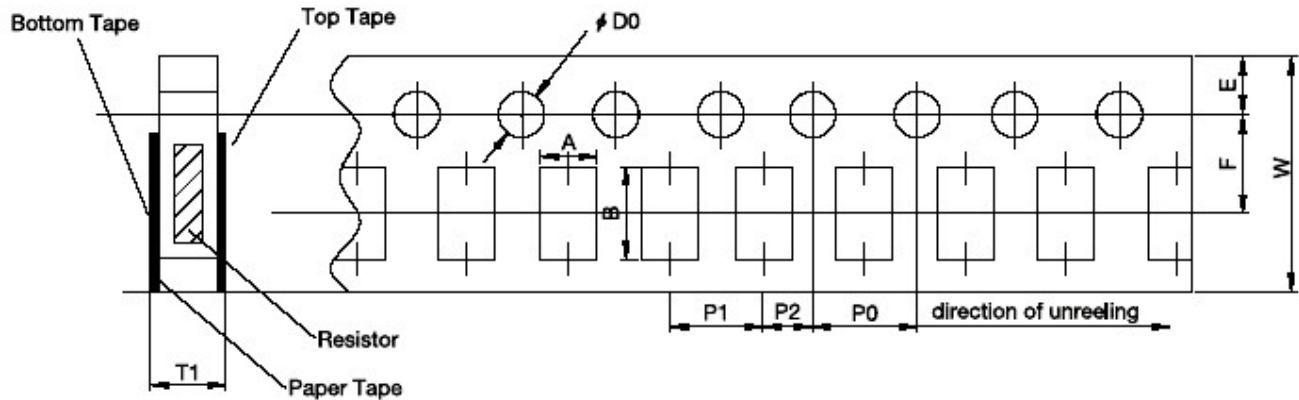 Bottom Tape
Top Tape
ϕ D0
E
A
F
W
B
P1
P2
P0
direction of unreeling
Resistor
T1
Paper Tape